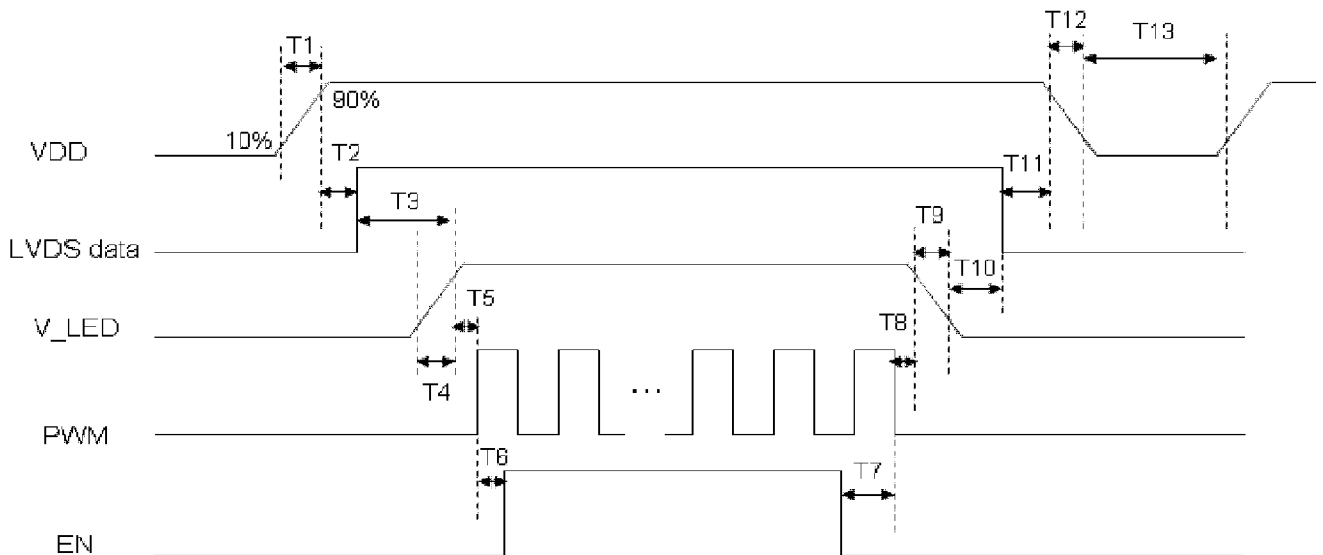 T12
T13
T1
90%
10%
VDD
T2
T11
T3
T9
LVDS data
T10
T5
V_LED
T8
T4
...
PWM
T6
T7
EN